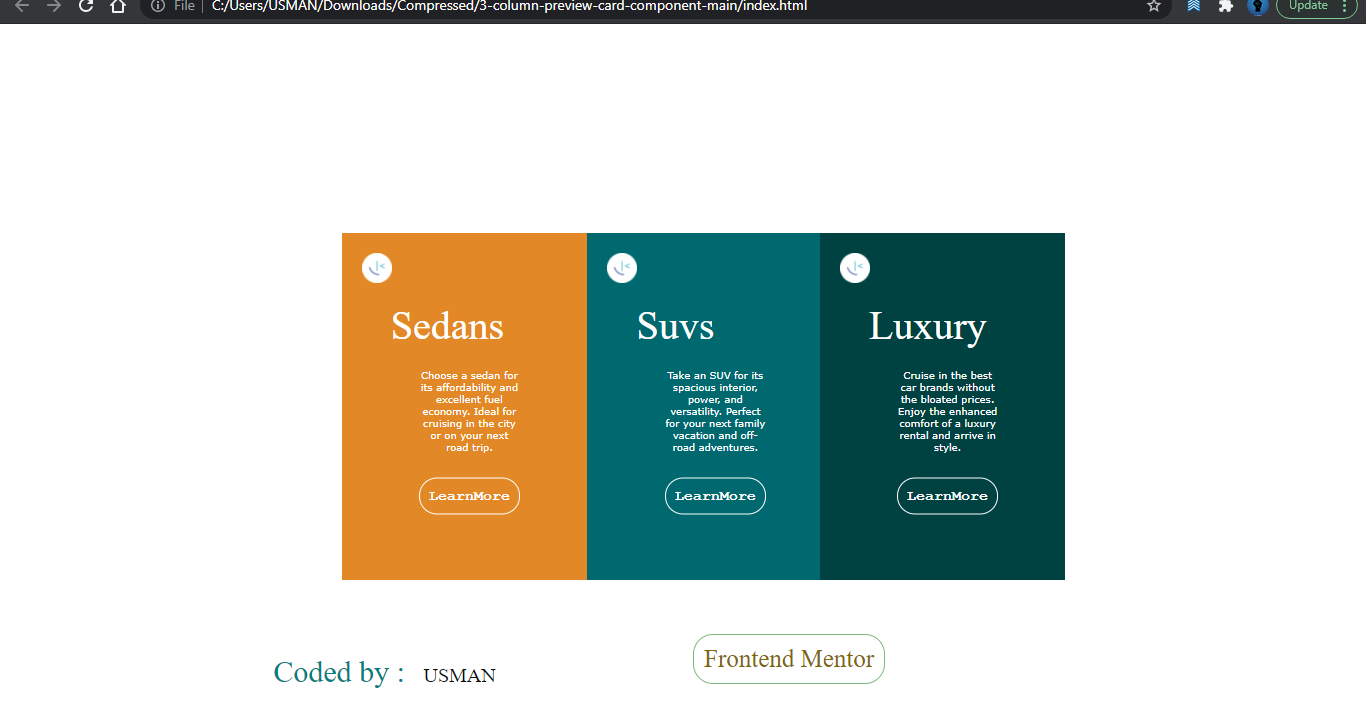 File
C:/Users/USMAN/Downloads/Compressed/3-column-preview-card-component-main/index.html
Update
Sedans
Choose a sedan for
its affordability and
excellent fuel
economy. Ideal for
cruising in the city
or on your next
road trip.
LearnMore
Suvs
Take an SUV for its
spacious interior,
power, and
versatility. Perfect
for your next family
vacation and off-
road adventures.
LearnMore
Luxury
Cruise in the best
car brands without
the bloated prices.
Enjoy the enhanced
comfort of a luxury
rental and arrive in
style.
LearnMore
Coded by : USMAN
Frontend Mentor